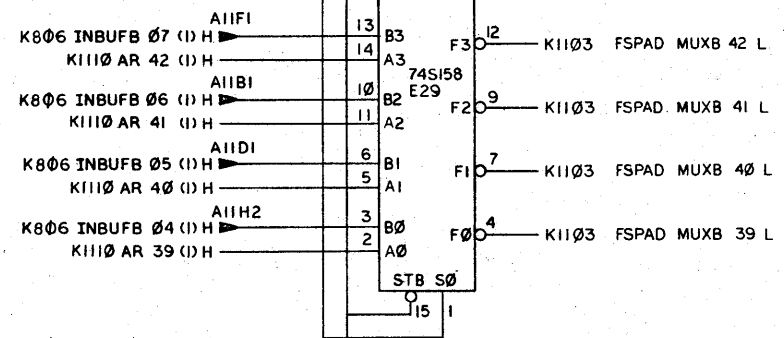 A11F1
K8Ø6 INBUFB Ø7 (1) H 13 B3 F3 12 K11Ø3 FSPAD MUXB 42 L
K111Ø AR 42 (1) H 14 A3
74S158
E29
A11B1
K8Ø6 INBUFB Ø6 (1) H 1Ø B2 F2 9 K11Ø3 FSPAD MUXB 41 L
K111Ø AR 41 (1) H 11 A2
A11D1
K8Ø6 INBUFB Ø5 (1) H 6 B1 F1 7 K11Ø3 FSPAD MUXB 4Ø L
K111Ø AR 4Ø (1) H 5 A1
A11H2
K8Ø6 INBUFB Ø4 (1) H 3 BØ FØ 4 K11Ø3 FSPAD MUXB 39 L
K111Ø AR 39 (1) H 2 AØ
STB SØ
15 1